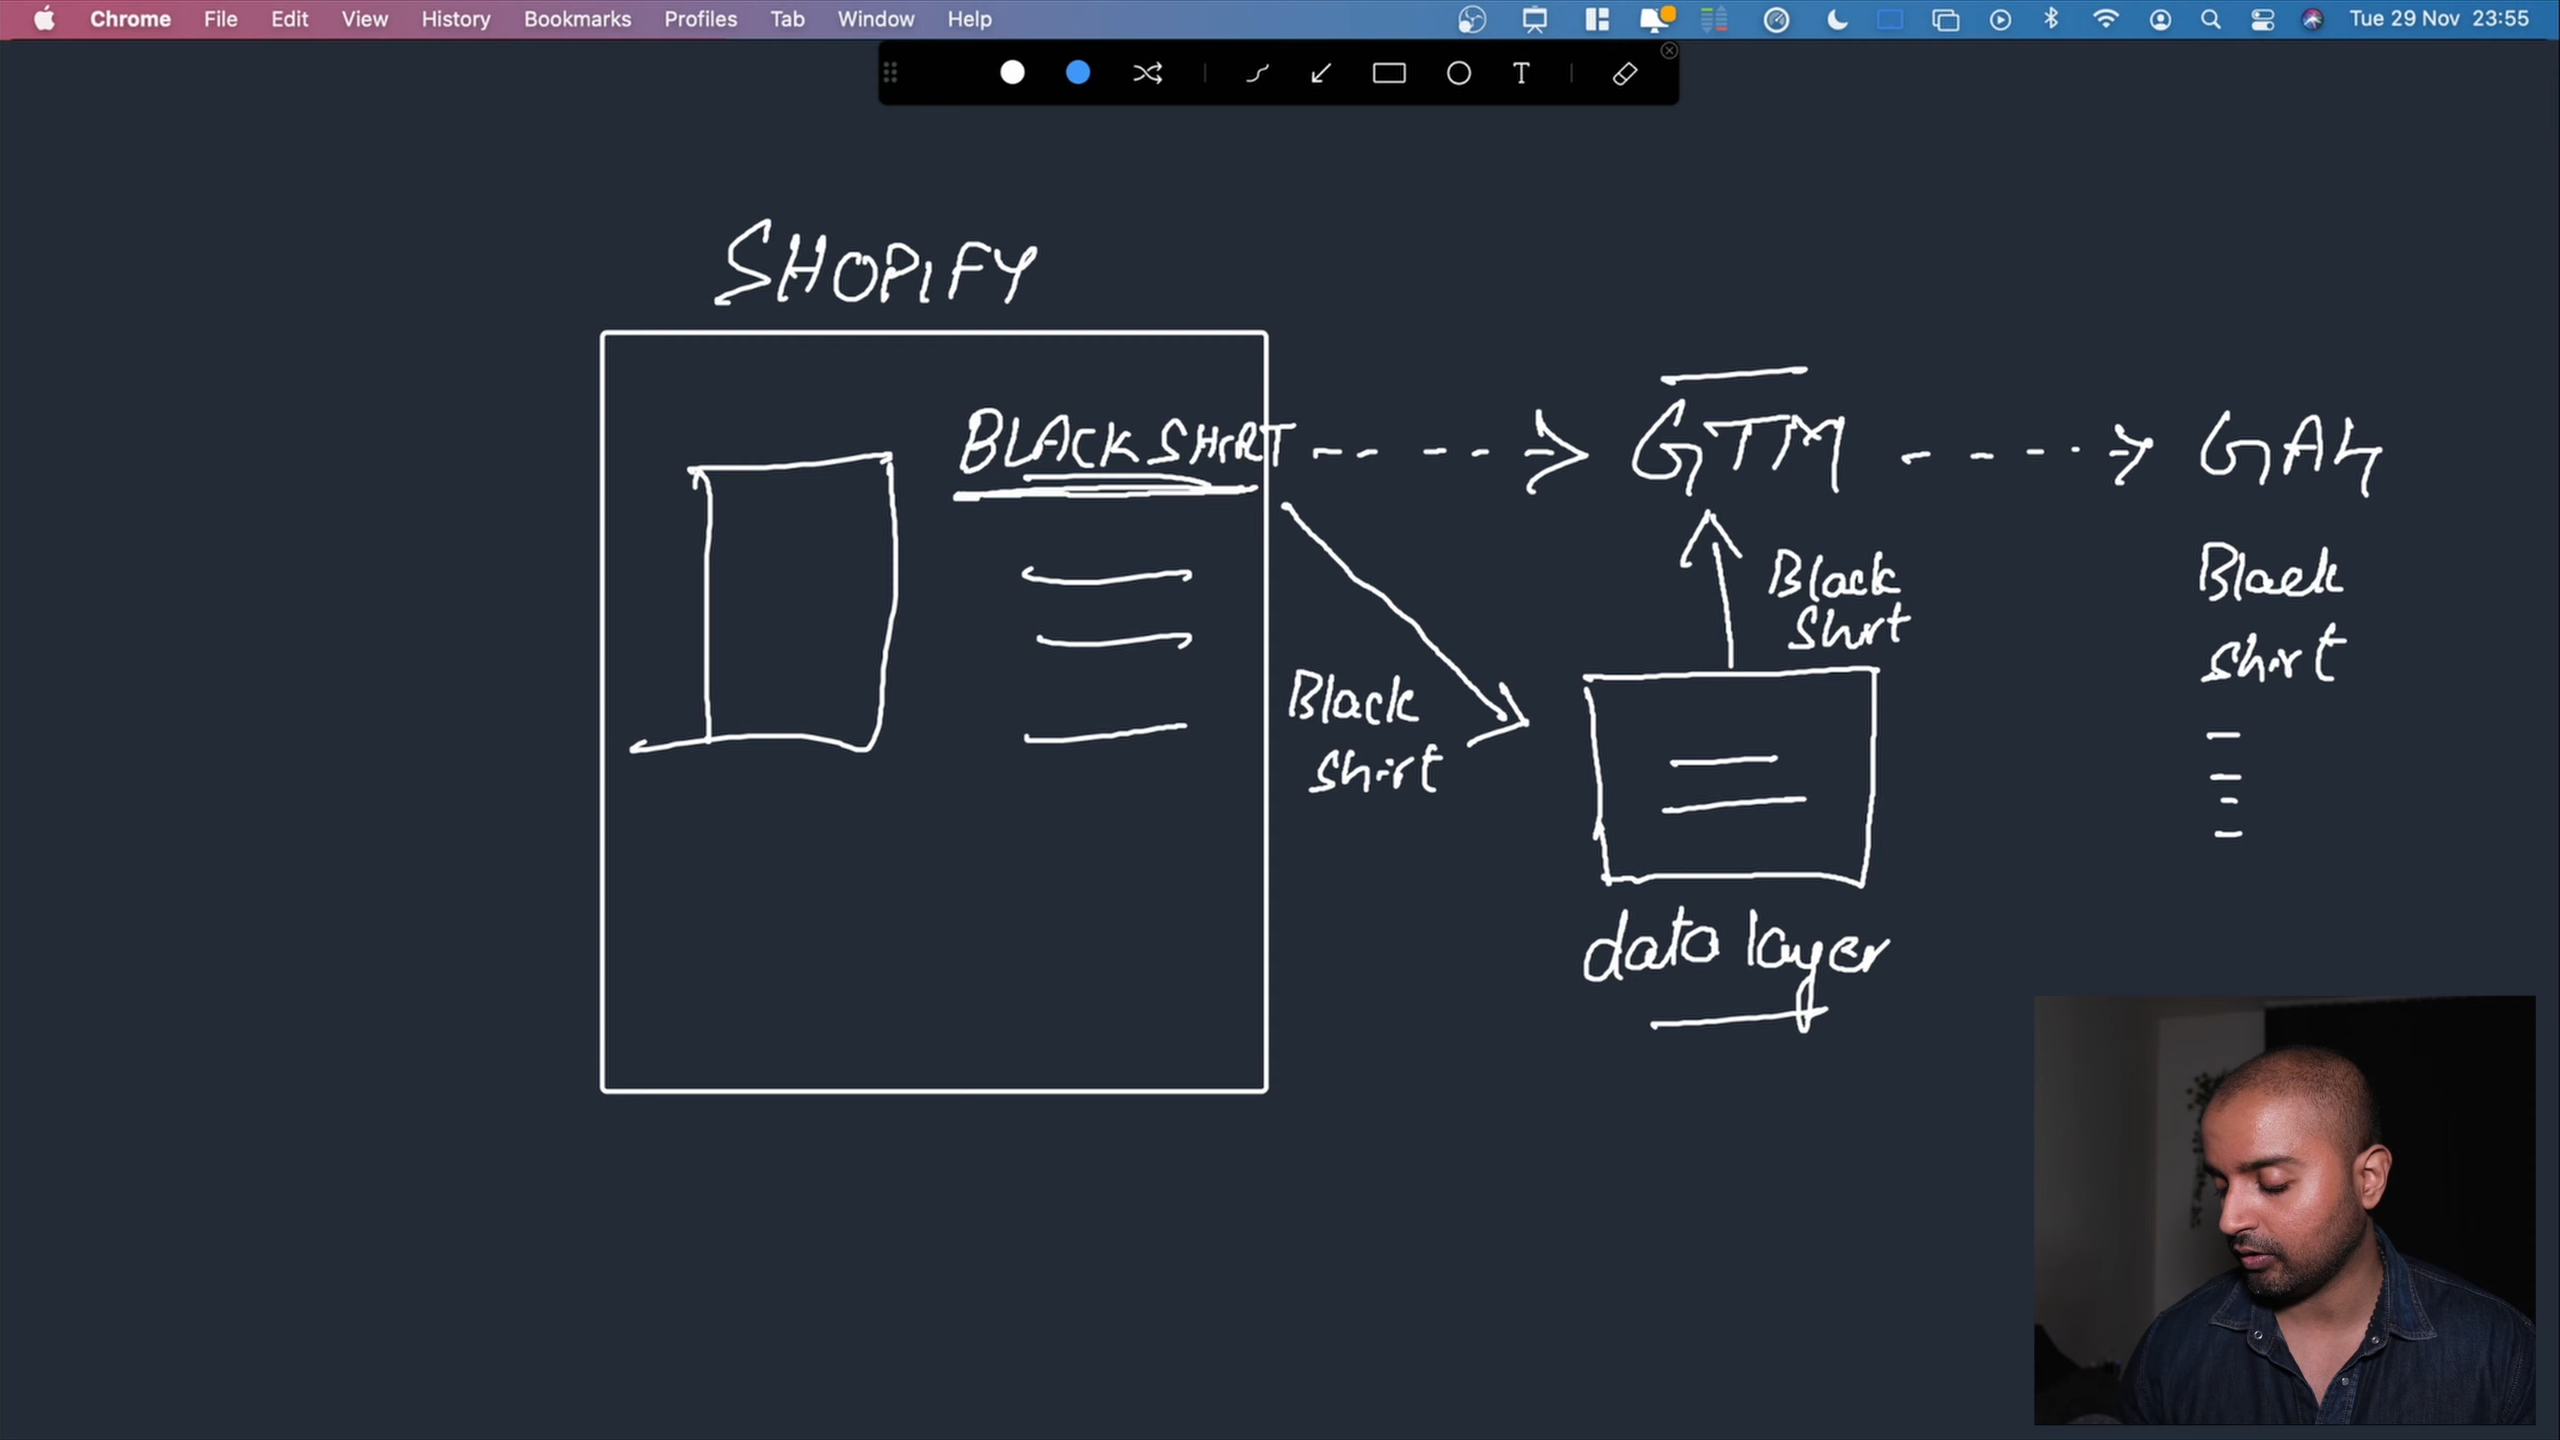 Chrome File Edit View History Bookmarks Profiles Tab Window Help Tue 29 Nov 23:55
T
SHOPIFY
BLACK SHIRT GTM GA4
Black
Shirt
Black
Shirt
Black
Shirt
data layer